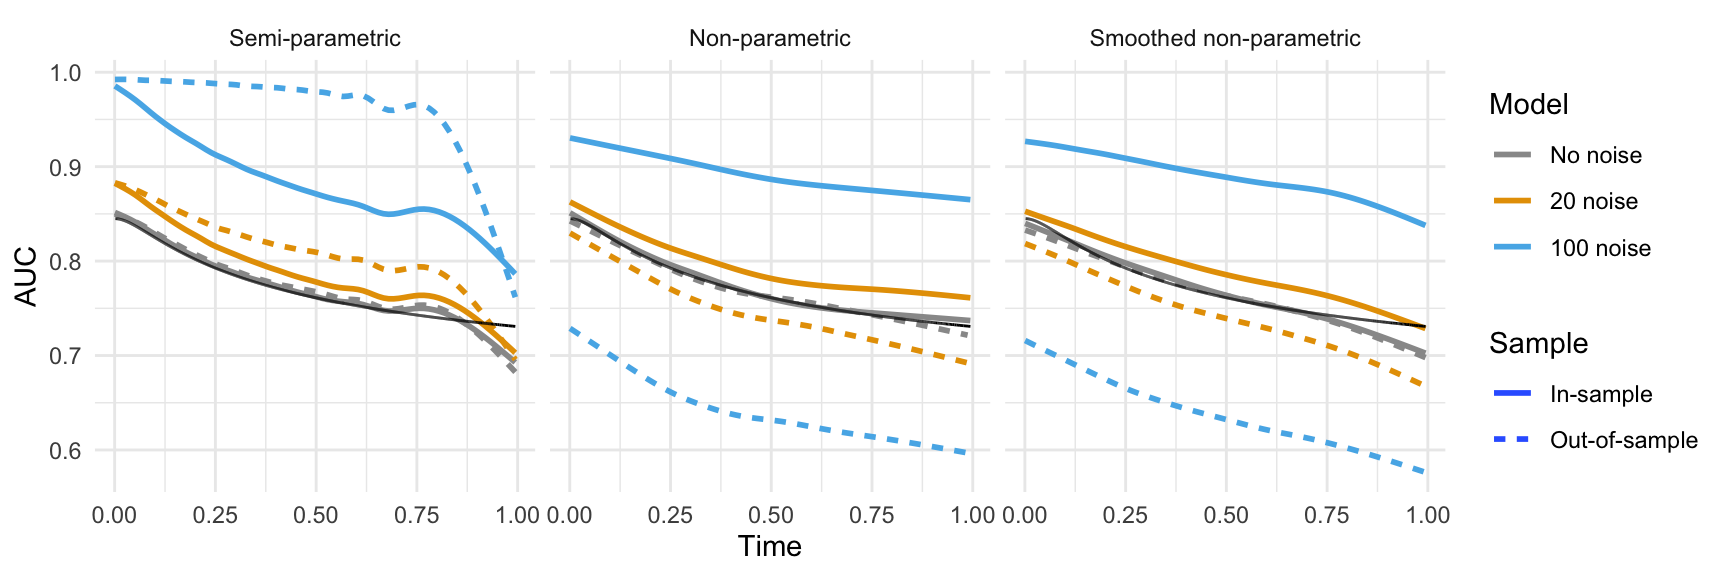 Semi-parametric
Non-parametric
Smoothed non-parametric
AUC
1.0
0.9
0.8
0.7
0.6
0.00 0.25 0.50 0.75 1.00
0.00 0.25 0.50 0.75 1.00
0.00 0.25 0.50 0.75 1.00
Time
Model
No noise
20 noise
100 noise
Sample
In-sample
Out-of-sample